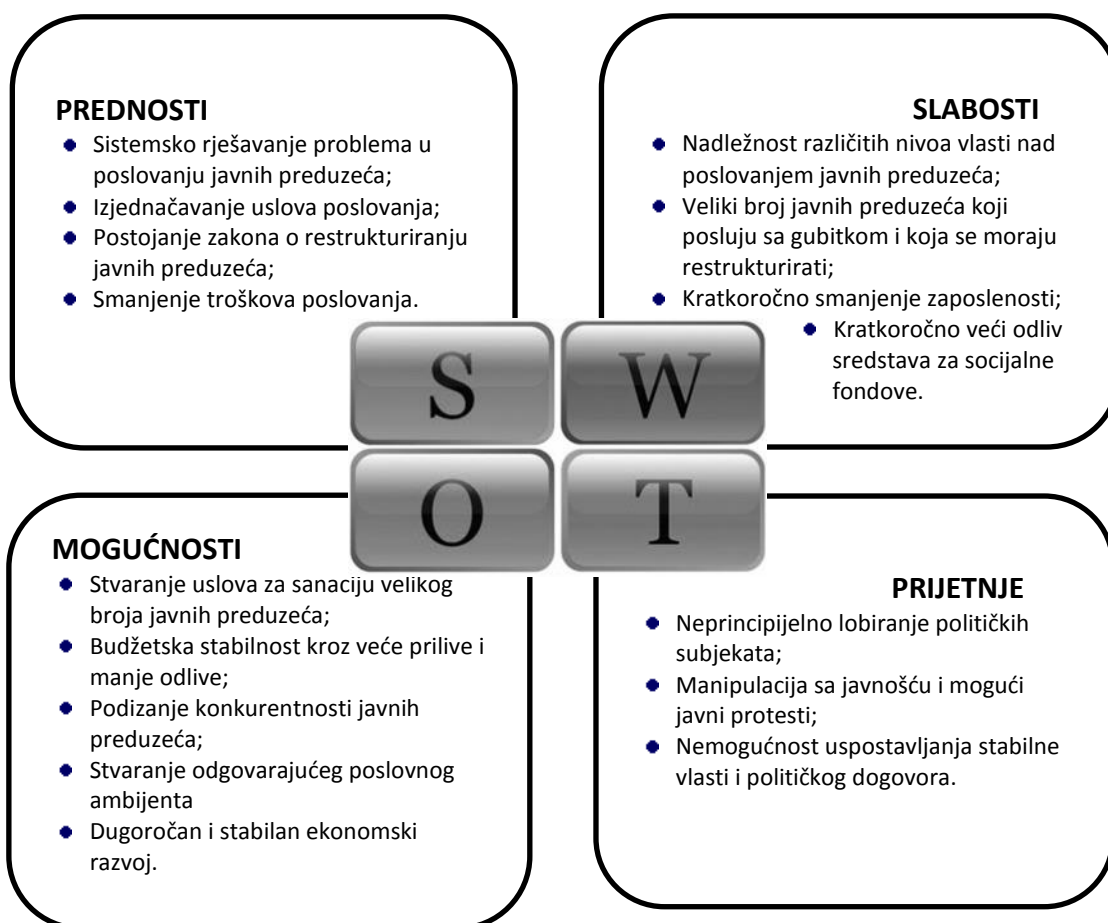 PREDNOSTI
Sistemsko rješavanje problema u
poslovanju javnih preduzeća;
Izjednačavanje uslova poslovanja;
Postojanje zakona o restrukturiranju
javnih preduzeća;
Smanjenje troškova poslovanja.
SLABOSTI
Nadležnost različitih nivoa vlasti nad
poslovanjem javnih preduzeća;
Veliki broj javnih preduzeća koji
posluju sa gubitkom i koja se moraju
restrukturirati;
Kratkoročno smanjenje zaposlenosti;
Kratkoročno veći odliv
sredstava za socijalne
fondove.
S W
O T
MOGUĆNOSTI
Stvaranje uslova za sanaciju velikog
broja javnih preduzeća;
Budžetska stabilnost kroz veće prilive i
manje odlive;
Podizanje konkurentnosti javnih
preduzeća;
Stvaranje odgovarajućeg poslovnog
ambijenta
Dugoročan i stabilan ekonomski
razvoj.
PRIJETNJE
Neprincipijelno lobiranje političkih
subjekata;
Manipulacija sa javnošću i mogući
javni protesti;
Nemogućnost uspostavljanja stabilne
vlasti i političkog dogovora.